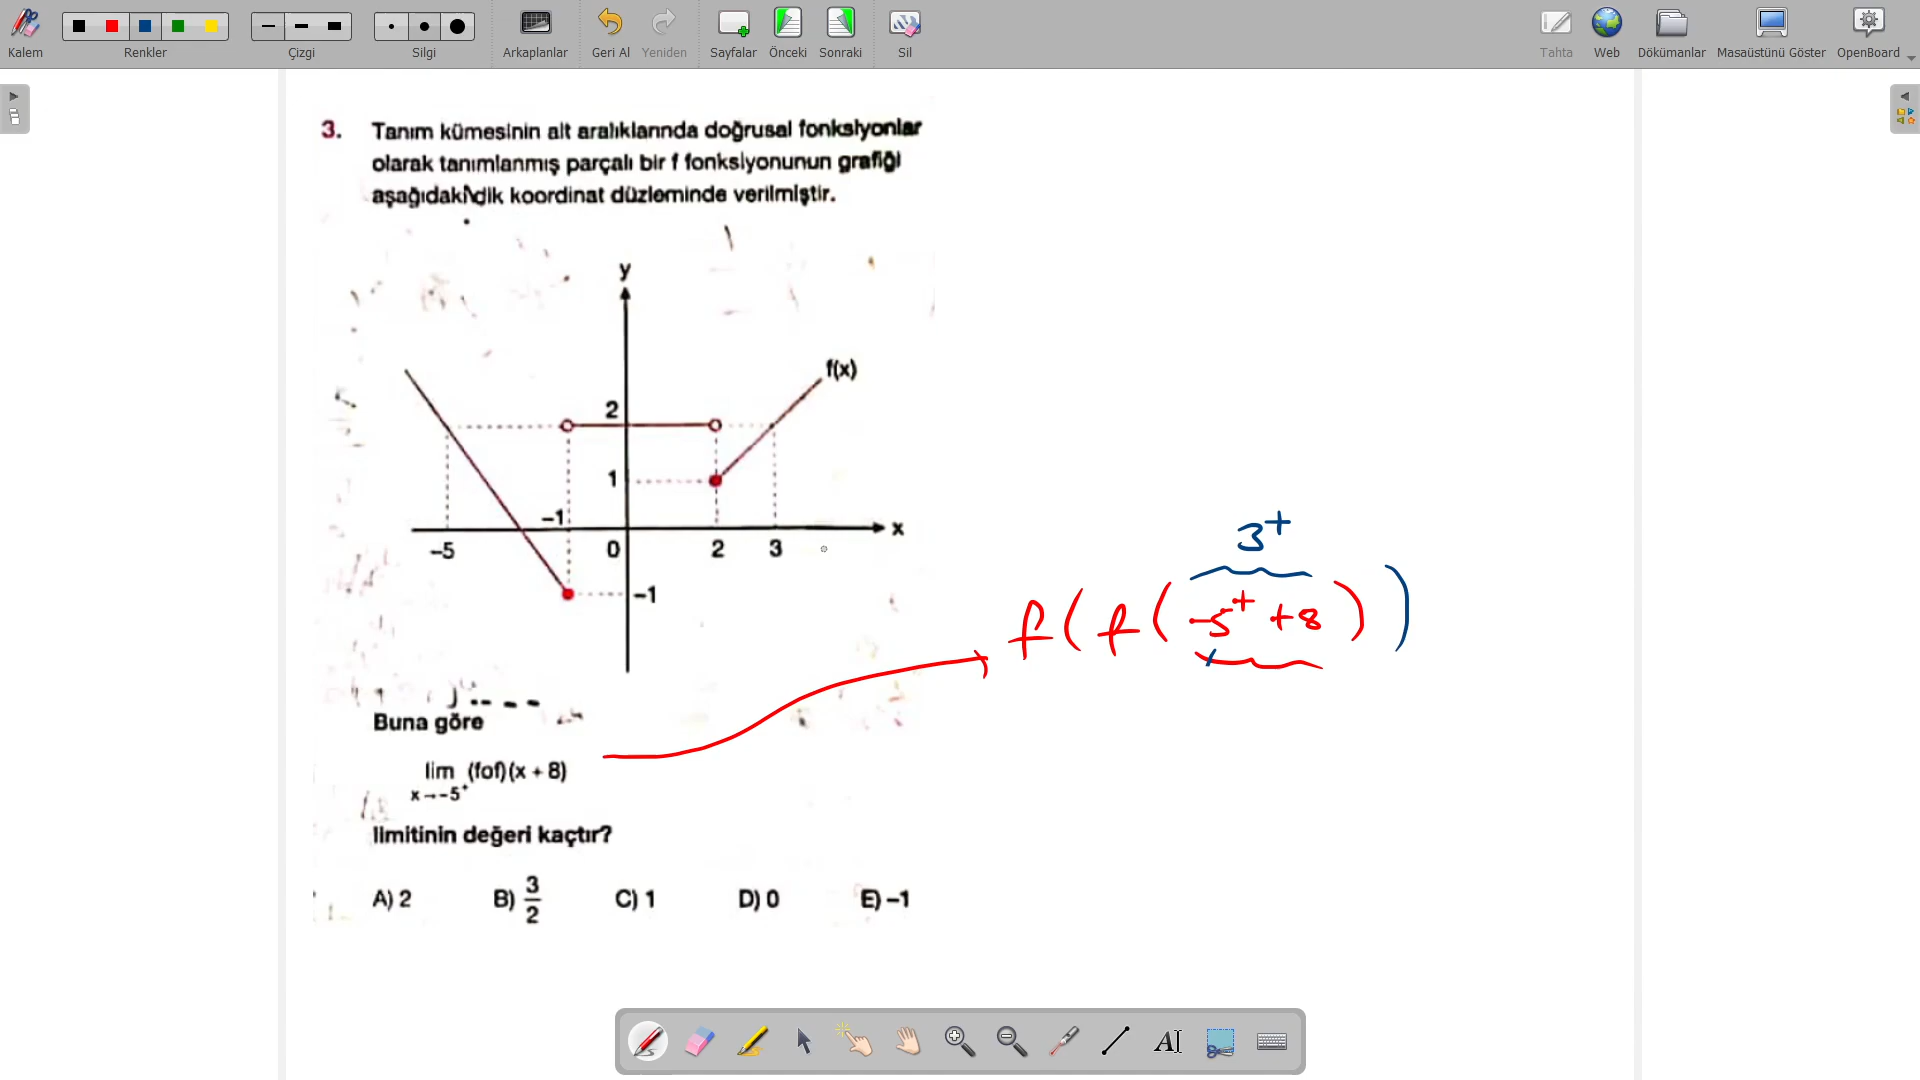 Kalem
Renkler
Çizgi
Silgi
Arkaplanlar
Geri Al
Yeniden
Sayfalar
Önceki
Sonraki
Sil
Tahta
Web
Dökümanlar
Masaüstünü Göster
OpenBoard
3. Tanım kümesinin alt aralıklarında doğrusal fonksiyonlar
olarak tanımlanmış parçalı bir f fonksiyonunun grafiği
aşağıdaki dik koordinat düzleminde verilmiştir.
y
f(x)
2
1
-1
x
-5
0
2
3
-1
3⁺
f(f(-5⁺+8))
Buna göre
lim (fof)(x + 8)
x→-5⁺
limitinin değeri kaçtır?
A) 2 B) 3/2 C) 1 D) 0 E) -1